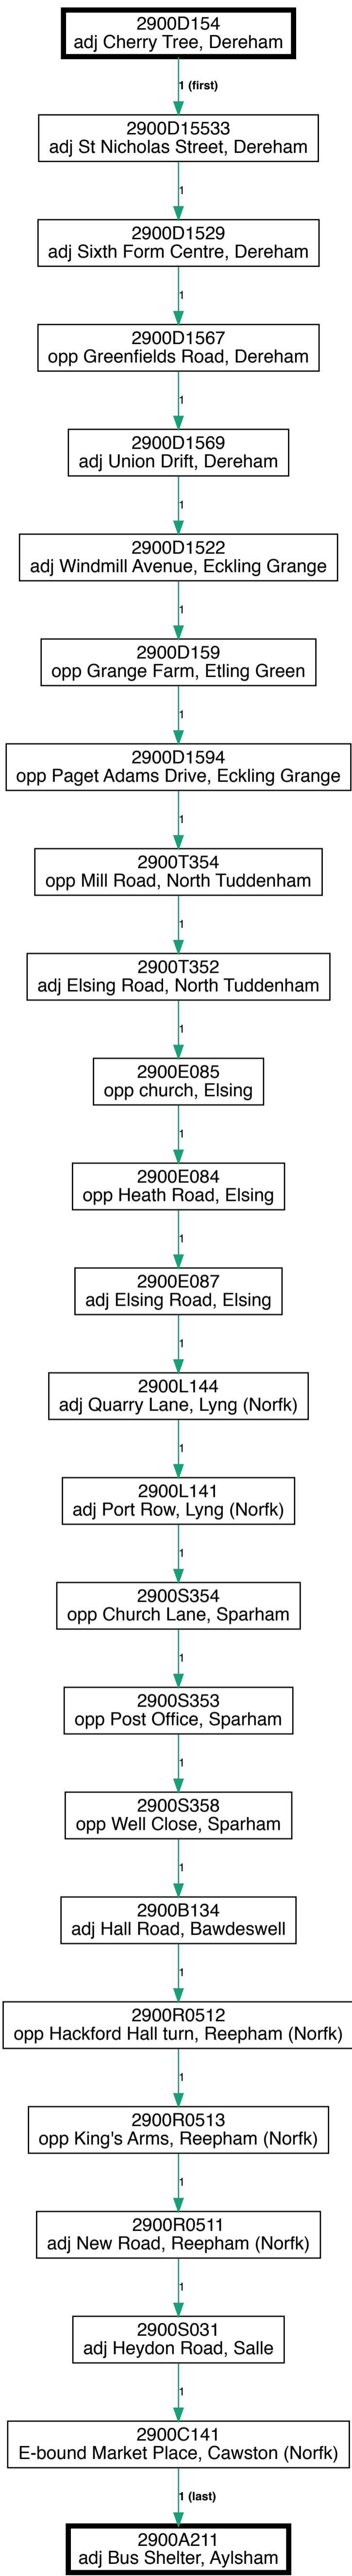 2900D154
adj Cherry Tree, Dereham
1 (first)
2900D15533
adj St Nicholas Street, Dereham
1
2900D1529
adj Sixth Form Centre, Dereham
1
2900D1567
opp Greenfields Road, Dereham
1
2900D1569
adj Union Drift, Dereham
1
2900D1522
adj Windmill Avenue, Eckling Grange
1
2900D159
opp Grange Farm, Etling Green
1
2900D1594
opp Paget Adams Drive, Eckling Grange
1
2900T354
opp Mill Road, North Tuddenham
1
2900T352
adj Elsing Road, North Tuddenham
1
2900E085
opp church, Elsing
1
2900E084
opp Heath Road, Elsing
1
2900E087
adj Elsing Road, Elsing
1
2900L144
adj Quarry Lane, Lyng (Norfk)
1
2900L141
adj Port Row, Lyng (Norfk)
1
2900S354
opp Church Lane, Sparham
1
2900S353
opp Post Office, Sparham
1
2900S358
opp Well Close, Sparham
1
2900B134
adj Hall Road, Bawdeswell
1
2900R0512
opp Hackford Hall turn, Reepham (Norfk)
1
2900R0513
opp King's Arms, Reepham (Norfk)
1
2900R0511
adj New Road, Reepham (Norfk)
1
2900S031
adj Heydon Road, Salle
1
2900C141
E-bound Market Place, Cawston (Norfk)
1 (last)
2900A211
adj Bus Shelter, Aylsham